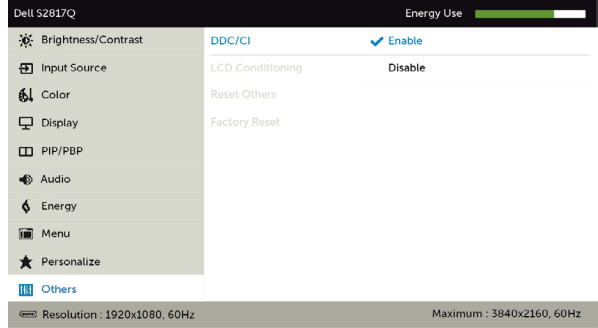 Dell S2817Q Energy Use
Brightness/Contrast DDC/CI Enable
Input Source LCD Conditioning Disable
Color Reset Others
Display Factory Reset
PIP/PBP
Audio
Energy
Menu
Personalize
Others
Resolution : 1920x1080, 60Hz Maximum : 3840x2160, 60Hz